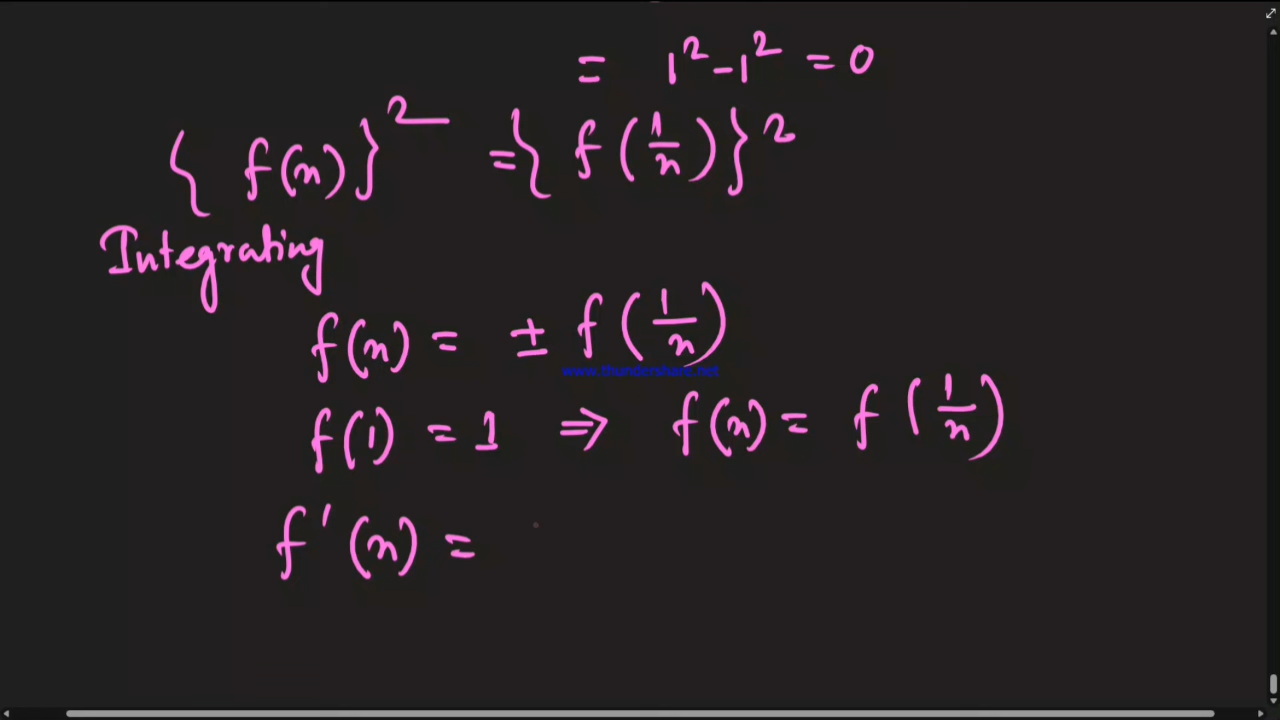 = 1² - 1² = 0
{ f(x) }² = { f(1/x) }²
Integrating
f(x) = ± f(1/x)
www.thundershare.net
f(1) = 1 ⇒ f(x) = f(1/x)
f'(x) =